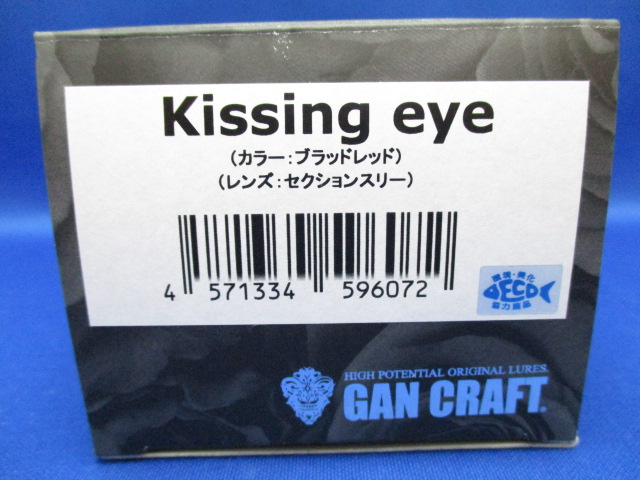 Kissing eye
(カラー：ブラッドレッド)
(レンズ：セクションスリー)
4 571334 596072
環境・美化
ECO
協力商品
HIGH POTENTIAL ORIGINAL LURES.
GAN CRAFT®